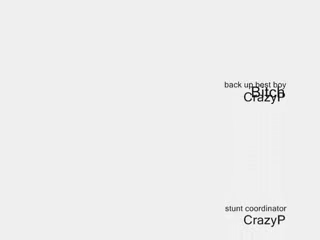 back up best boy
Bitch
CrazyP
stunt coordinator
CrazyP